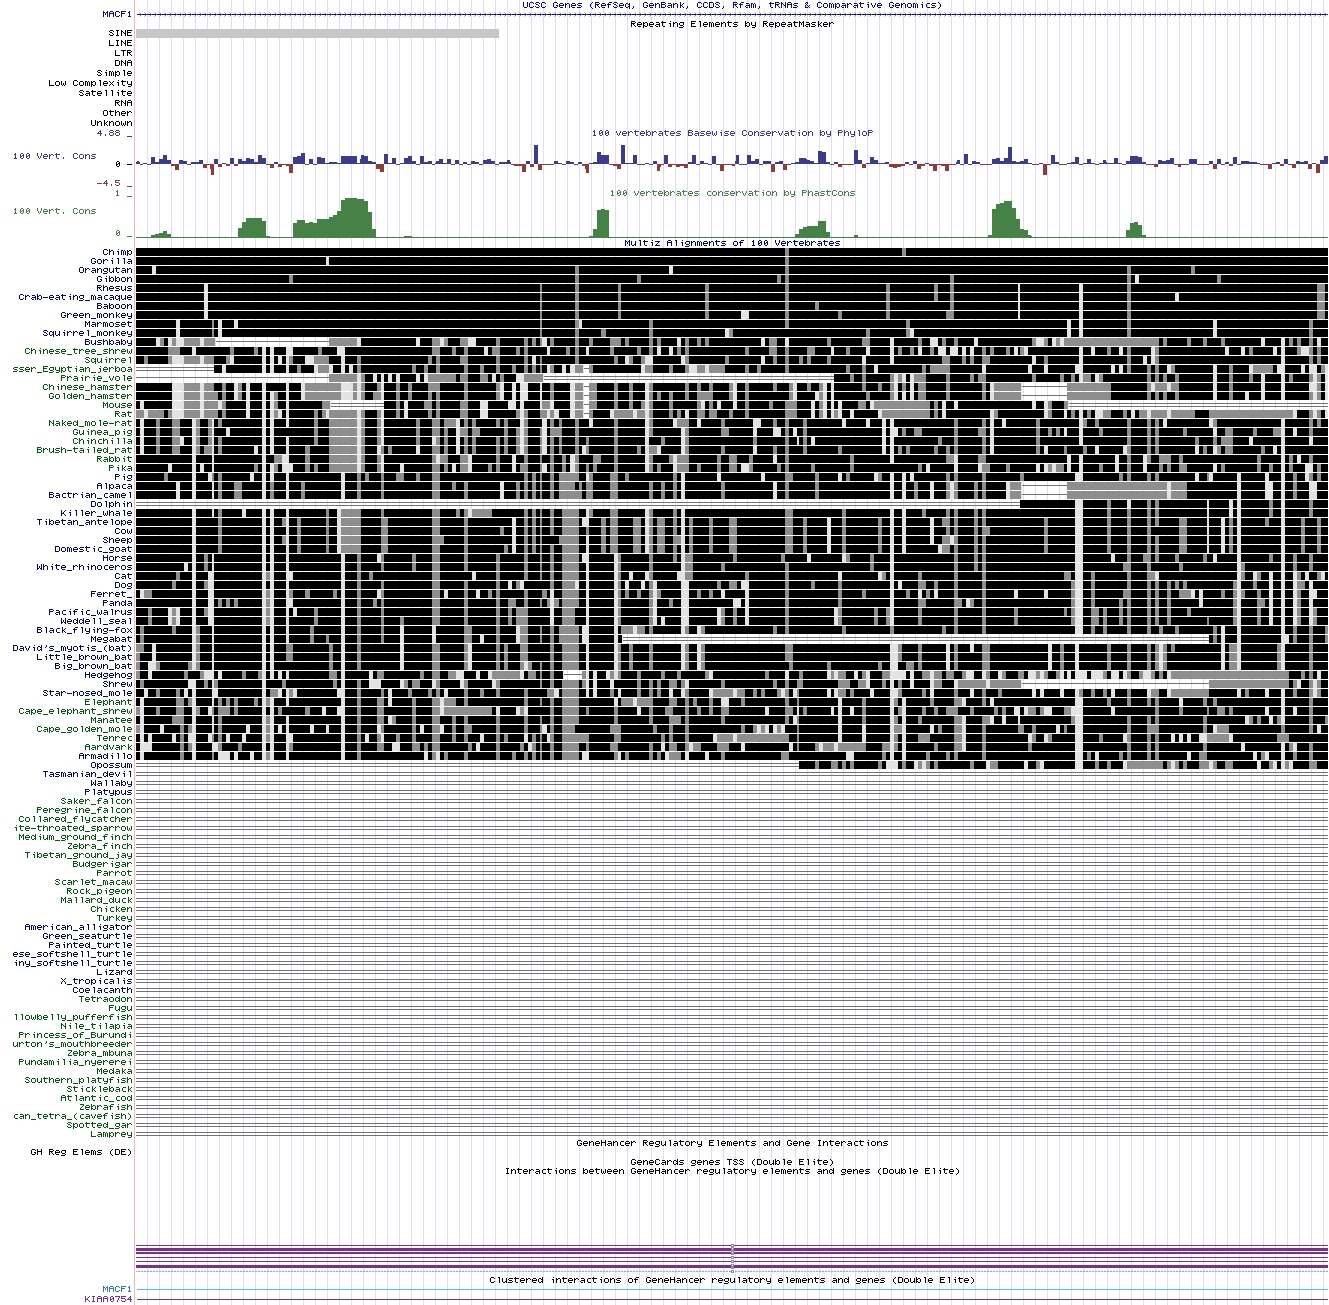 UCSC Genes (RefSeq, GenBank, CCDS, Rfam, tRNAs & Comparative Genomics)
MACF1
Repeating Elements by RepeatMasker
SINE
LINE
LTR
DNA
Simple
Low Complexity
Satellite
RNA
Other
Unknown
4.88 _
100 vertebrates Basewise Conservation by PhyloP
100 Vert. Cons
0 _
-4.5 _
1 _
100 vertebrates conservation by PhastCons
100 Vert. Cons
0 _
Multiz Alignments of 100 Vertebrates
Chimp
Gorilla
Orangutan
Gibbon
Rhesus
Crab-eating_macaque
Baboon
Green_monkey
Marmoset
Squirrel_monkey
Bushbaby
Chinese_tree_shrew
Squirrel
sser_Egyptian_jerboa
Prairie_vole
Chinese_hamster
Golden_hamster
Mouse
Rat
Naked_mole-rat
Guinea_pig
Chinchilla
Brush-tailed_rat
Rabbit
Pika
Pig
Alpaca
Bactrian_camel
Dolphin
Killer_whale
Tibetan_antelope
Cow
Sheep
Domestic_goat
Horse
White_rhinoceros
Cat
Dog
Ferret_
Panda
Pacific_walrus
Weddell_seal
Black_flying-fox
Megabat
David's_myotis_(bat)
Little_brown_bat
Big_brown_bat
Hedgehog
Shrew
Star-nosed_mole
Elephant
Cape_elephant_shrew
Manatee
Cape_golden_mole
Tenrec
Aardvark
Armadillo
Opossum
Tasmanian_devil
Wallaby
Platypus
Saker_falcon
Peregrine_falcon
Collared_flycatcher
ite-throated_sparrow
Medium_ground_finch
Zebra_finch
Tibetan_ground_jay
Budgerigar
Parrot
Scarlet_macaw
Rock_pigeon
Mallard_duck
Chicken
Turkey
American_alligator
Green_seaturtle
Painted_turtle
ese_softshell_turtle
iny_softshell_turtle
Lizard
X_tropicalis
Coelacanth
Tetraodon
Fugu
llowbelly_pufferfish
Nile_tilapia
Princess_of_Burundi
urton's_mouthbreeder
Zebra_mbuna
Pundamilia_nyererei
Medaka
Southern_platyfish
Stickleback
Atlantic_cod
Zebrafish
can_tetra_(cavefish)
Spotted_gar
Lamprey
GeneHancer Regulatory Elements and Gene Interactions
GH Reg Elems (DE)
GeneCards genes TSS (Double Elite)
Interactions between GeneHancer regulatory elements and genes (Double Elite)
Clustered interactions of GeneHancer regulatory elements and genes (Double Elite)
MACF1
KIAA0754